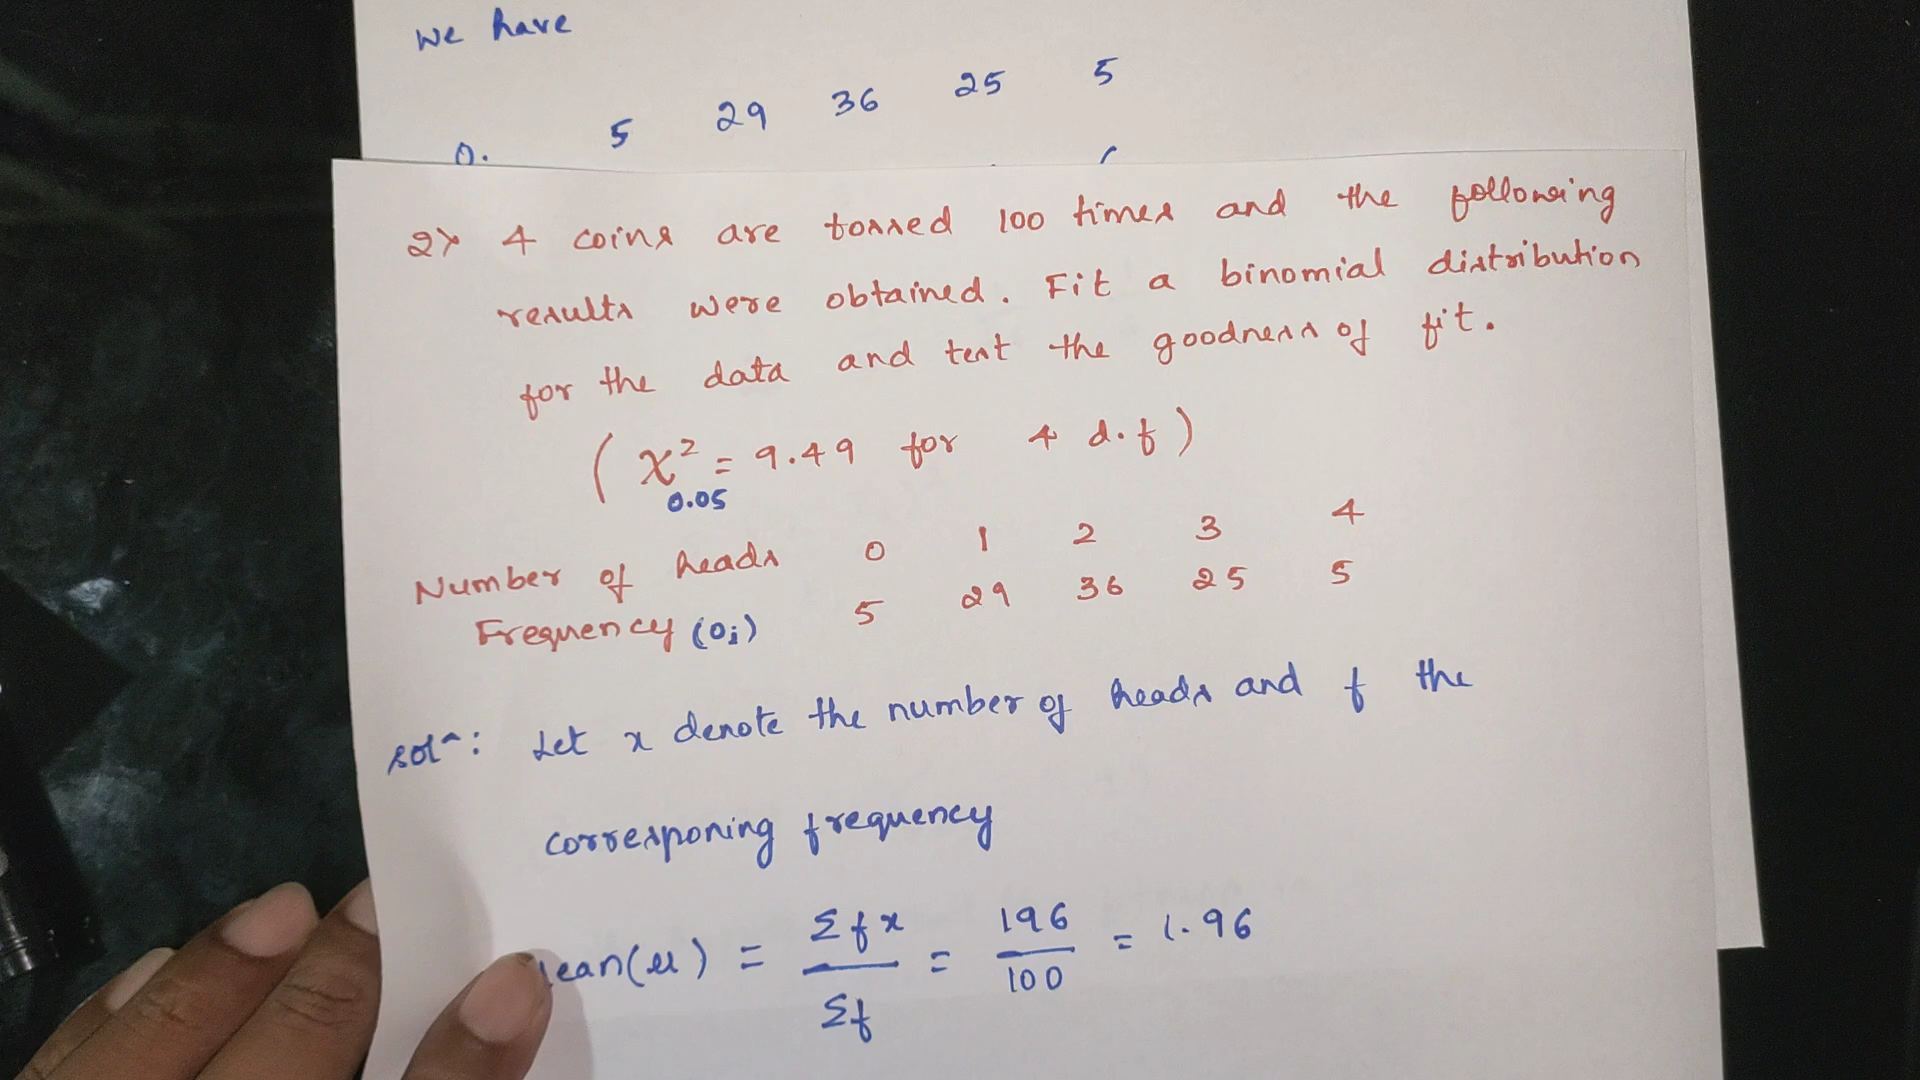 We have
5 29 36 25 5
2> 4 coins are tossed 100 times and the following
results were obtained. Fit a binomial distribution
for the data and test the goodness of fit.
(χ²0.05 = 9.49 for 4 d.f)
Number of heads 0 1 2 3 4
Frequency (Oi) 5 29 36 25 5
soln: Let x denote the number of heads and f the
corresponing frequency
ean(μ) = Σfx / Σf = 196 / 100 = 1.96